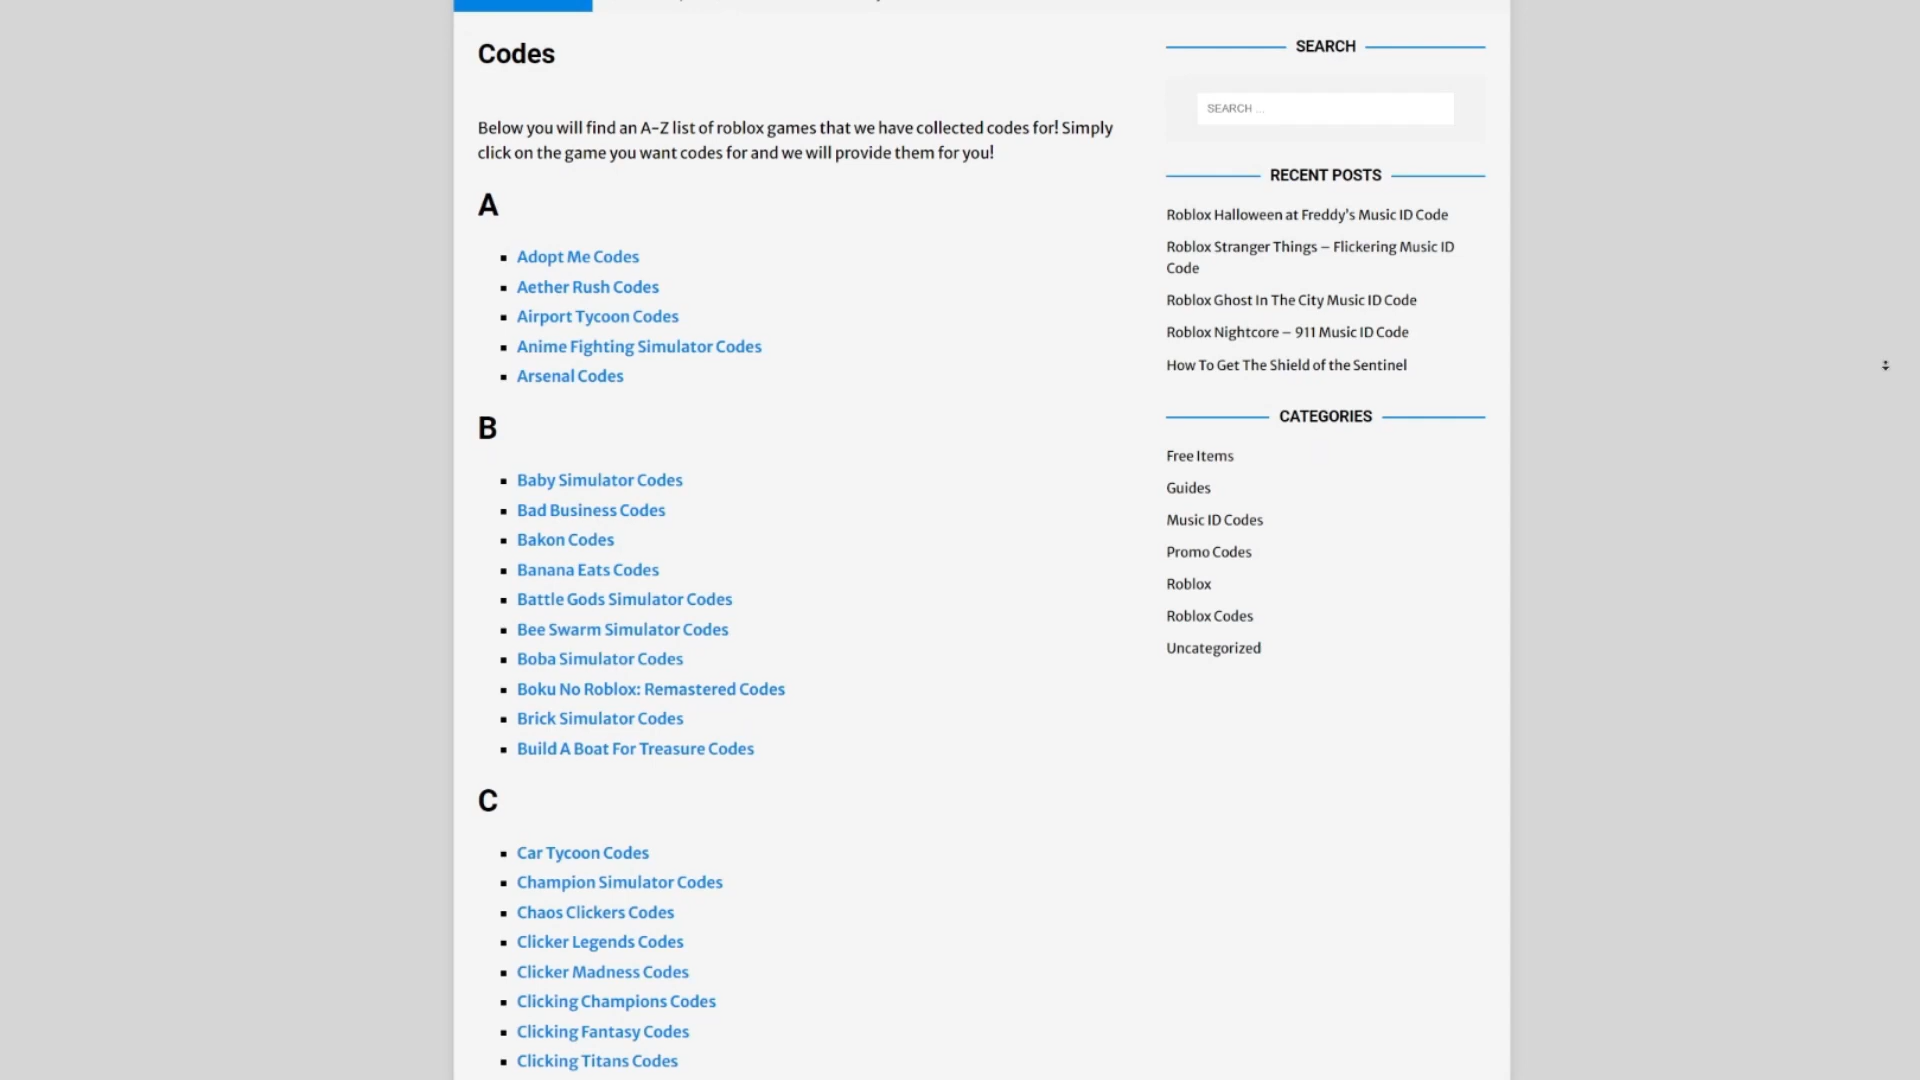 Codes
Below you will find an A-Z list of roblox games that we have collected codes for! Simply
click on the game you want codes for and we will provide them for you!
A
Adopt Me Codes
Aether Rush Codes
Airport Tycoon Codes
Anime Fighting Simulator Codes
Arsenal Codes
B
Baby Simulator Codes
Bad Business Codes
Bakon Codes
Banana Eats Codes
Battle Gods Simulator Codes
Bee Swarm Simulator Codes
Boba Simulator Codes
Boku No Roblox: Remastered Codes
Brick Simulator Codes
Build A Boat For Treasure Codes
C
Car Tycoon Codes
Champion Simulator Codes
Chaos Clickers Codes
Clicker Legends Codes
Clicker Madness Codes
Clicking Champions Codes
Clicking Fantasy Codes
Clicking Titans Codes
SEARCH
SEARCH ...
RECENT POSTS
Roblox Halloween at Freddy's Music ID Code
Roblox Stranger Things – Flickering Music ID
Code
Roblox Ghost In The City Music ID Code
Roblox Nightcore – 911 Music ID Code
How To Get The Shield of the Sentinel
CATEGORIES
Free Items
Guides
Music ID Codes
Promo Codes
Roblox
Roblox Codes
Uncategorized